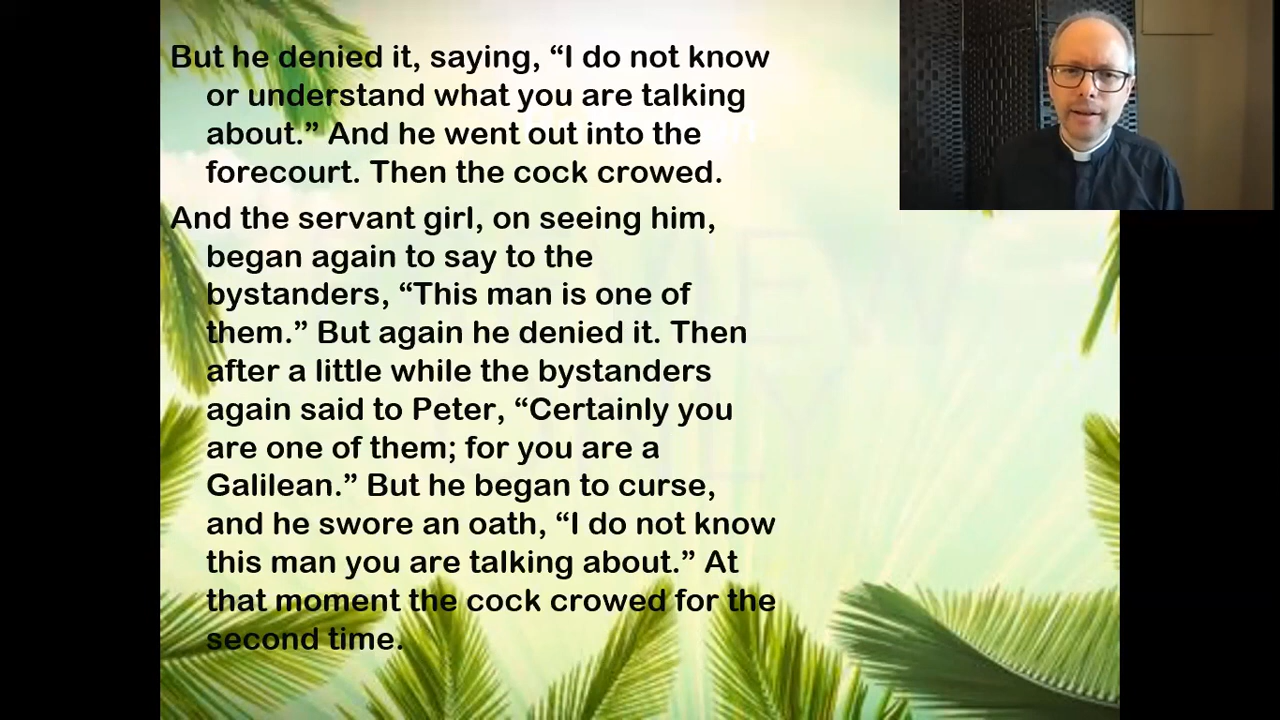 But he denied it, saying, “I do not know
or understand what you are talking
about.” And he went out into the
forecourt. Then the cock crowed.
And the servant girl, on seeing him,
began again to say to the
bystanders, “This man is one of
them.” But again he denied it. Then
after a little while the bystanders
again said to Peter, “Certainly you
are one of them; for you are a
Galilean.” But he began to curse,
and he swore an oath, “I do not know
this man you are talking about.” At
that moment the cock crowed for the
second time.